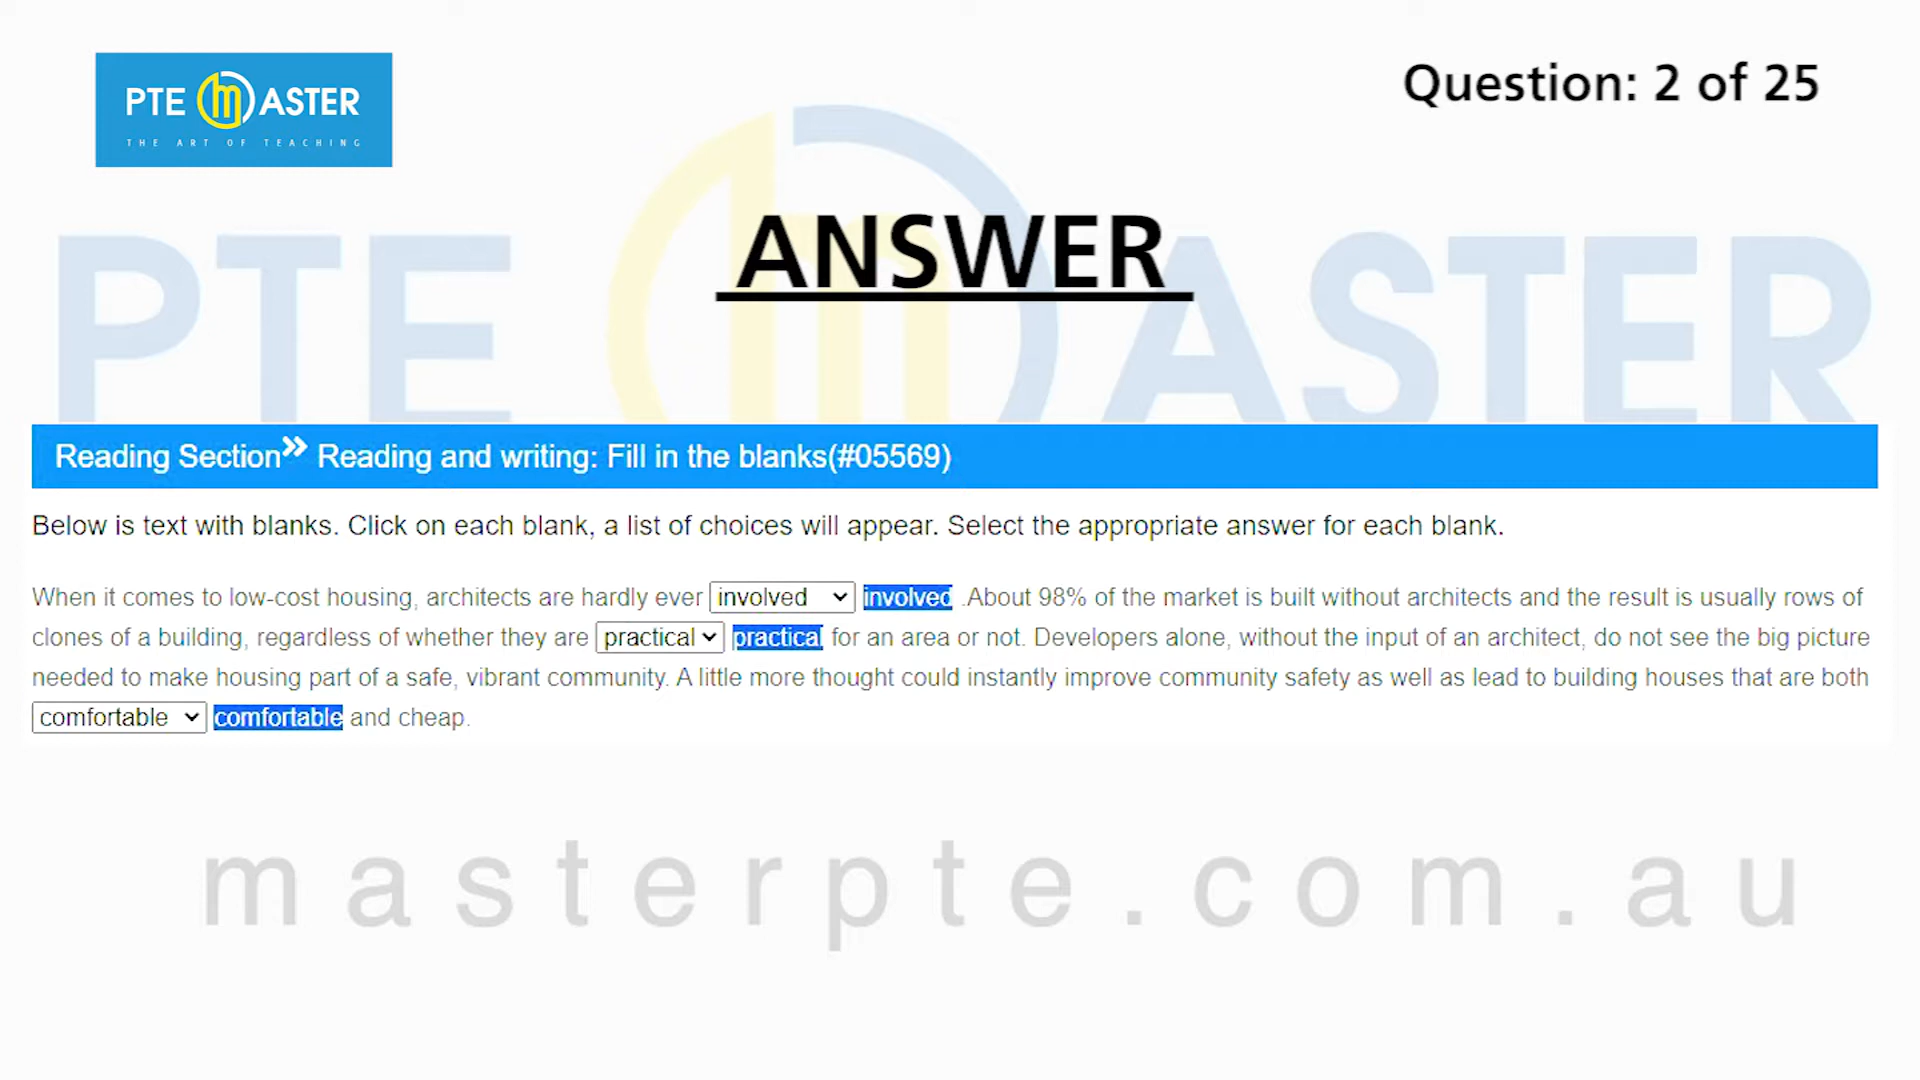 PTE MASTER
THE ART OF TEACHING
Question: 2 of 25
PTE MASTER
ANSWER
Reading Section» Reading and writing: Fill in the blanks(#05569)
Below is text with blanks. Click on each blank, a list of choices will appear. Select the appropriate answer for each blank.
When it comes to low-cost housing, architects are hardly ever involved involved .About 98% of the market is built without architects and the result is usually rows of
clones of a building, regardless of whether they are practical practical for an area or not. Developers alone, without the input of an architect, do not see the big picture
needed to make housing part of a safe, vibrant community. A little more thought could instantly improve community safety as well as lead to building houses that are both
comfortable comfortable and cheap.
masterpte.com.au